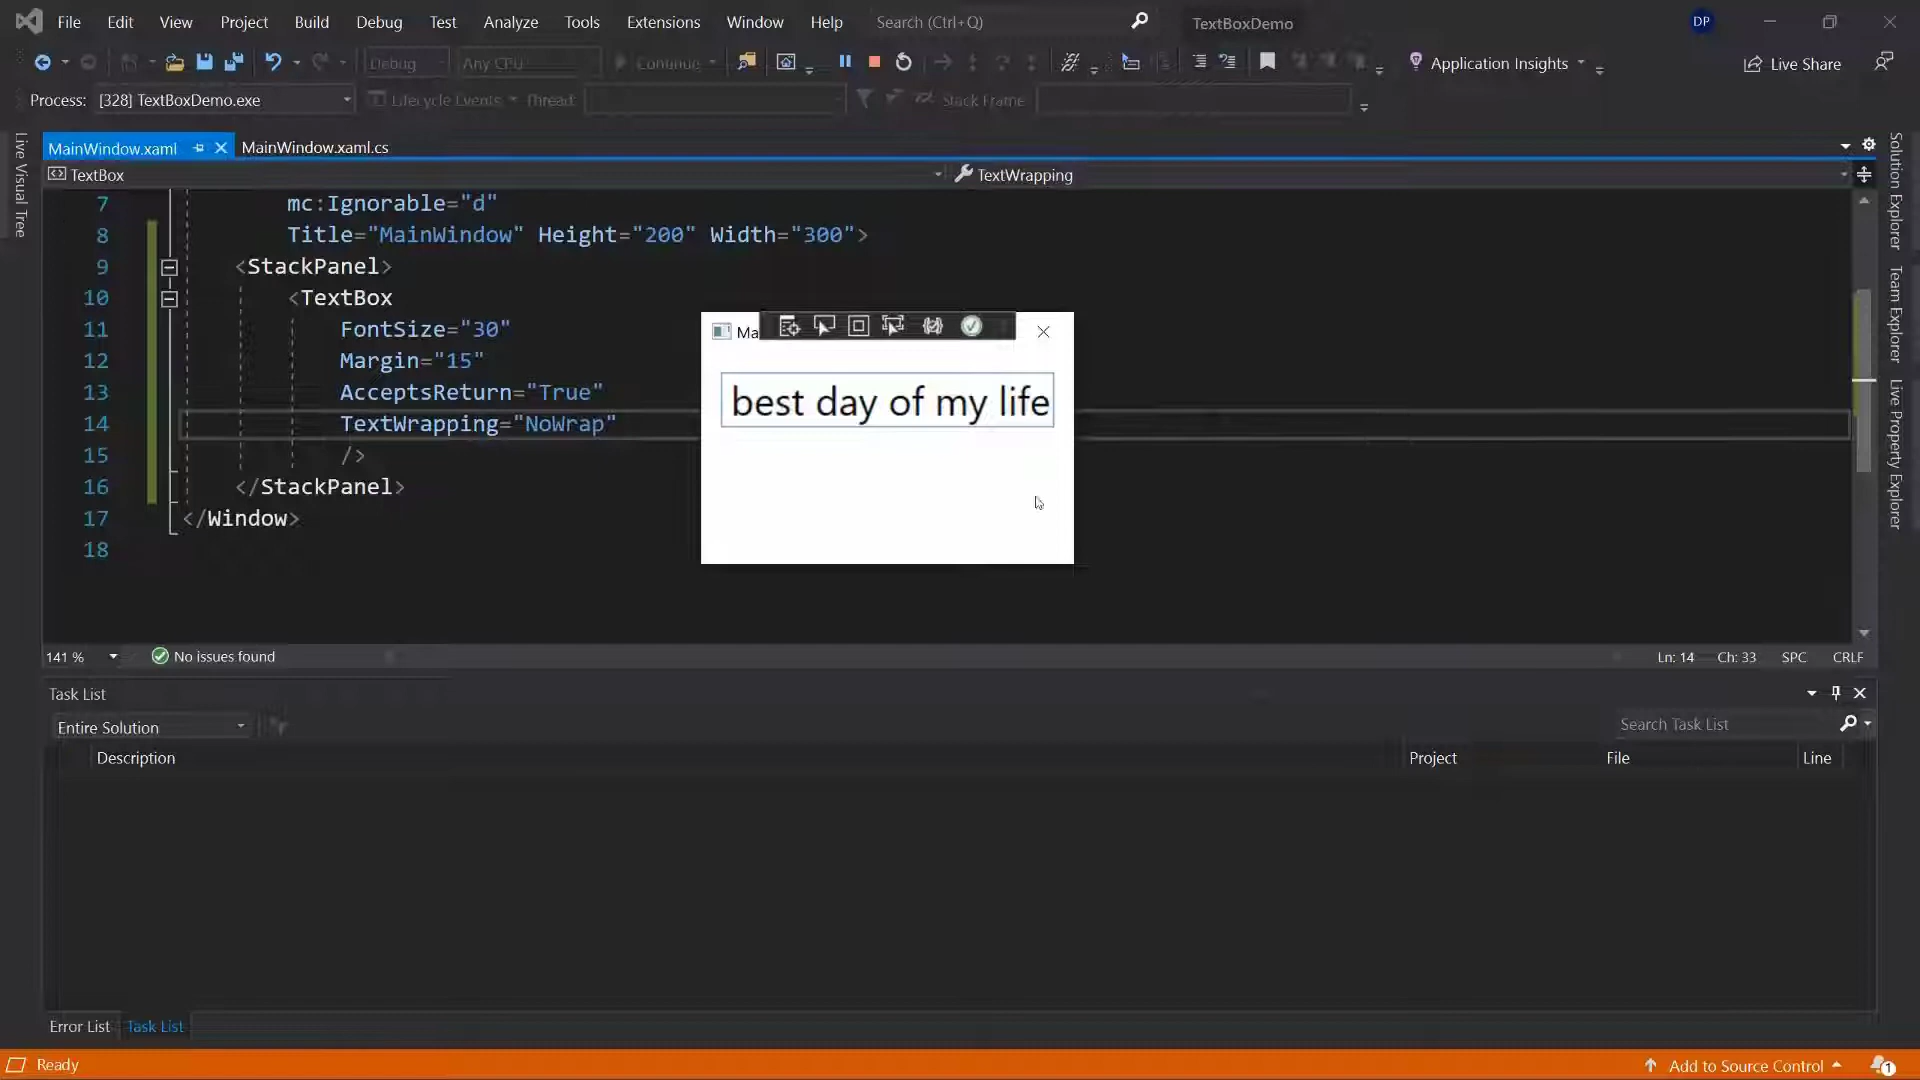 File Edit View Project Build Debug Test Analyze Tools Extensions Window Help Search (Ctrl+Q) TextBoxDemo DP
Debug Any CPU Continue Application Insights Live Share
Process: [328] TextBoxDemo.exe Lifecycle Events Thread: Stack Frame
MainWindow.xaml MainWindow.xaml.cs
TextBox TextWrapping
7 mc:Ignorable="d"
8 Title="MainWindow" Height="200" Width="300">
9 <StackPanel>
10 <TextBox
11 FontSize="30"
12 Margin="15"
13 AcceptsReturn="True"
14 TextWrapping="NoWrap"
15 />
16 </StackPanel>
17 </Window>
18
Ma
best day of my life
Live Visual Tree
Solution Explorer
Team Explorer
Live Property Explorer
141 % No issues found Ln: 14 Ch: 33 SPC CRLF
Task List
Entire Solution Search Task List
Description Project File Line
Error List Task List
Ready Add to Source Control 1